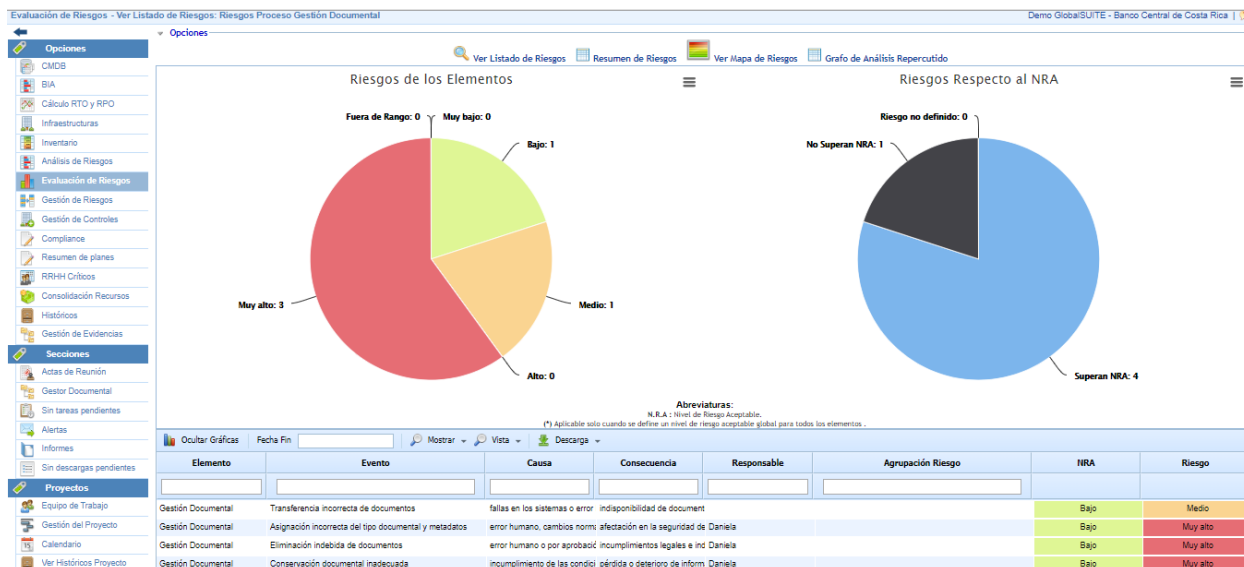 Evaluación de Riesgos - Ver Listado de Riesgos: Riesgos Proceso Gestión Documental
Demo GlobalSUITE - Banco Central de Costa Rica |
Opciones
CMDB
BIA
Cálculo RTO y RPO
Infraestructuras
Inventario
Análisis de Riesgos
Evaluación de Riesgos
Gestión de Riesgos
Gestión de Controles
Compliance
Resumen de planes
RRHH Críticos
Consolidación Recursos
Históricos
Gestión de Evidencias
Secciones
Actas de Reunión
Gestor Documental
Sin tareas pendientes
Alertas
Informes
Sin descargas pendientes
Proyectos
Equipo de Trabajo
Gestión del Proyecto
Calendario
Ver Históricos Proyecto
Opciones
Ver Listado de Riesgos Resumen de Riesgos Ver Mapa de Riesgos Grafo de Análisis Repercutido
Riesgos de los Elementos
Fuera de Rango: 0 Muy bajo: 0
Bajo: 1
Muy alto: 3
Medio: 1
Alto: 0
Riesgos Respecto al NRA
Riesgo no definido: 0
No Superan NRA: 1
Superan NRA: 4
Abreviaturas:
N.R.A : Nivel de Riesgo Aceptable.
(*) Aplicable solo cuando se define un nivel de riesgo aceptable global para todos los elementos .
Ocultar Gráficas Fecha Fin Mostrar Vista Descarga
Elemento Evento Causa Consecuencia Responsable Agrupación Riesgo NRA Riesgo
Gestión Documental Transferencia incorrecta de documentos fallas en los sistemas o error indisponibilidad de document Bajo Medio
Gestión Documental Asignación incorrecta del tipo documental y metadatos error humano, cambios norma afectación en la seguridad de Daniela Bajo Muy alto
Gestión Documental Eliminación indebida de documentos error humano o por aprobació incumplimientos legales e ind Daniela Bajo Muy alto
Gestión Documental Conservación documental inadecuada incumplimiento de las condici pérdida o deterioro de inform Daniela Bajo Muy alto